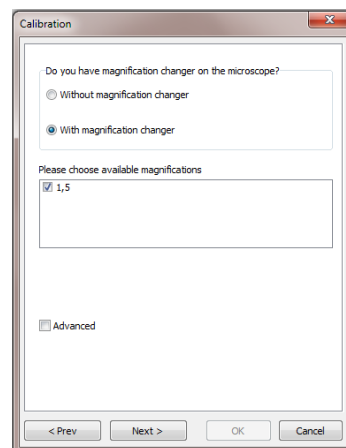 Calibration
Do you have magnification changer on the microscope?
Without magnification changer
With magnification changer
Please choose available magnifications
1,5
Advanced
< Prev
Next >
OK
Cancel